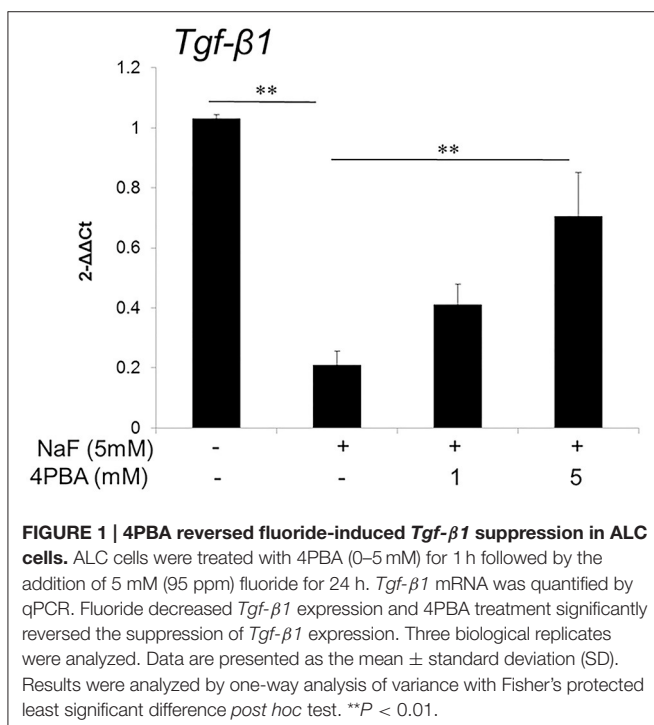 Tgf-β1
1.2
**
1
**
0.8
0.6
0.4
0.2
0
2-ΔΔCt
NaF (5mM) - + + +
4PBA (mM) - - 1 5
FIGURE 1 | 4PBA reversed fluoride-induced Tgf-β1 suppression in ALC
cells. ALC cells were treated with 4PBA (0–5 mM) for 1 h followed by the
addition of 5 mM (95 ppm) fluoride for 24 h. Tgf-β1 mRNA was quantified by
qPCR. Fluoride decreased Tgf-β1 expression and 4PBA treatment significantly
reversed the suppression of Tgf-β1 expression. Three biological replicates
were analyzed. Data are presented as the mean ± standard deviation (SD).
Results were analyzed by one-way analysis of variance with Fisher's protected
least significant difference post hoc test. **P < 0.01.